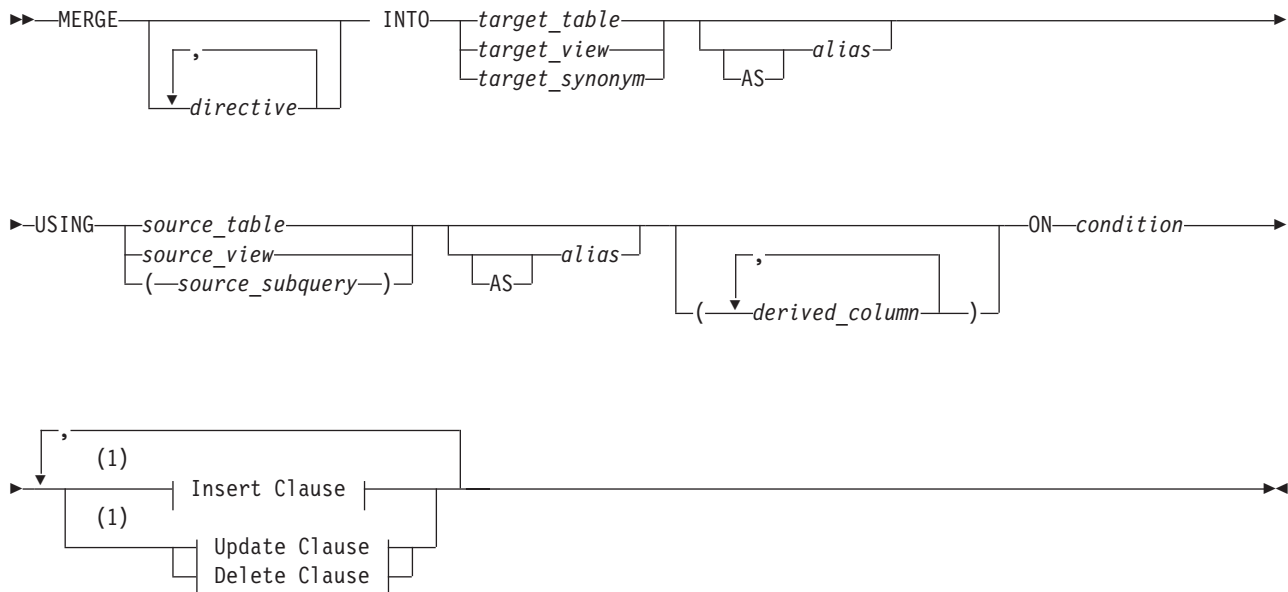 MERGE , directive INTO target_table target_view target_synonym AS alias
USING source_table source_view ( source_subquery ) AS alias ( , derived_column ) ON condition
,
(1)
Insert Clause
(1)
Update Clause
Delete Clause